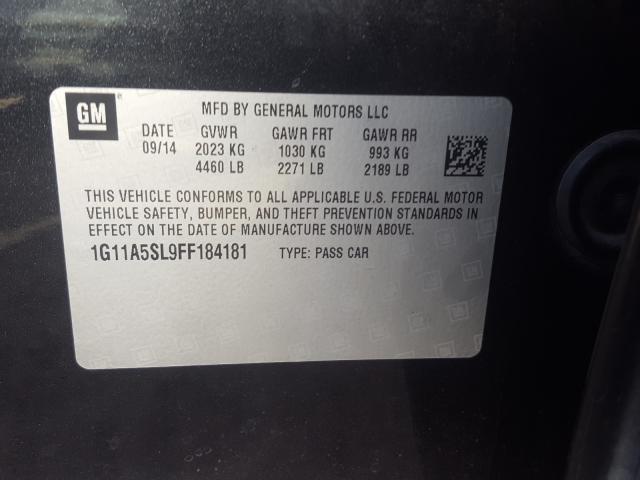 GM
MFD BY GENERAL MOTORS LLC
DATE GVWR GAWR FRT GAWR RR
09/14 2023 KG 1030 KG 993 KG
4460 LB 2271 LB 2189 LB
THIS VEHICLE CONFORMS TO ALL APPLICABLE U.S. FEDERAL MOTOR
VEHICLE SAFETY, BUMPER, AND THEFT PREVENTION STANDARDS IN
EFFECT ON THE DATE OF MANUFACTURE SHOWN ABOVE.
1G11A5SL9FF184181 TYPE: PASS CAR